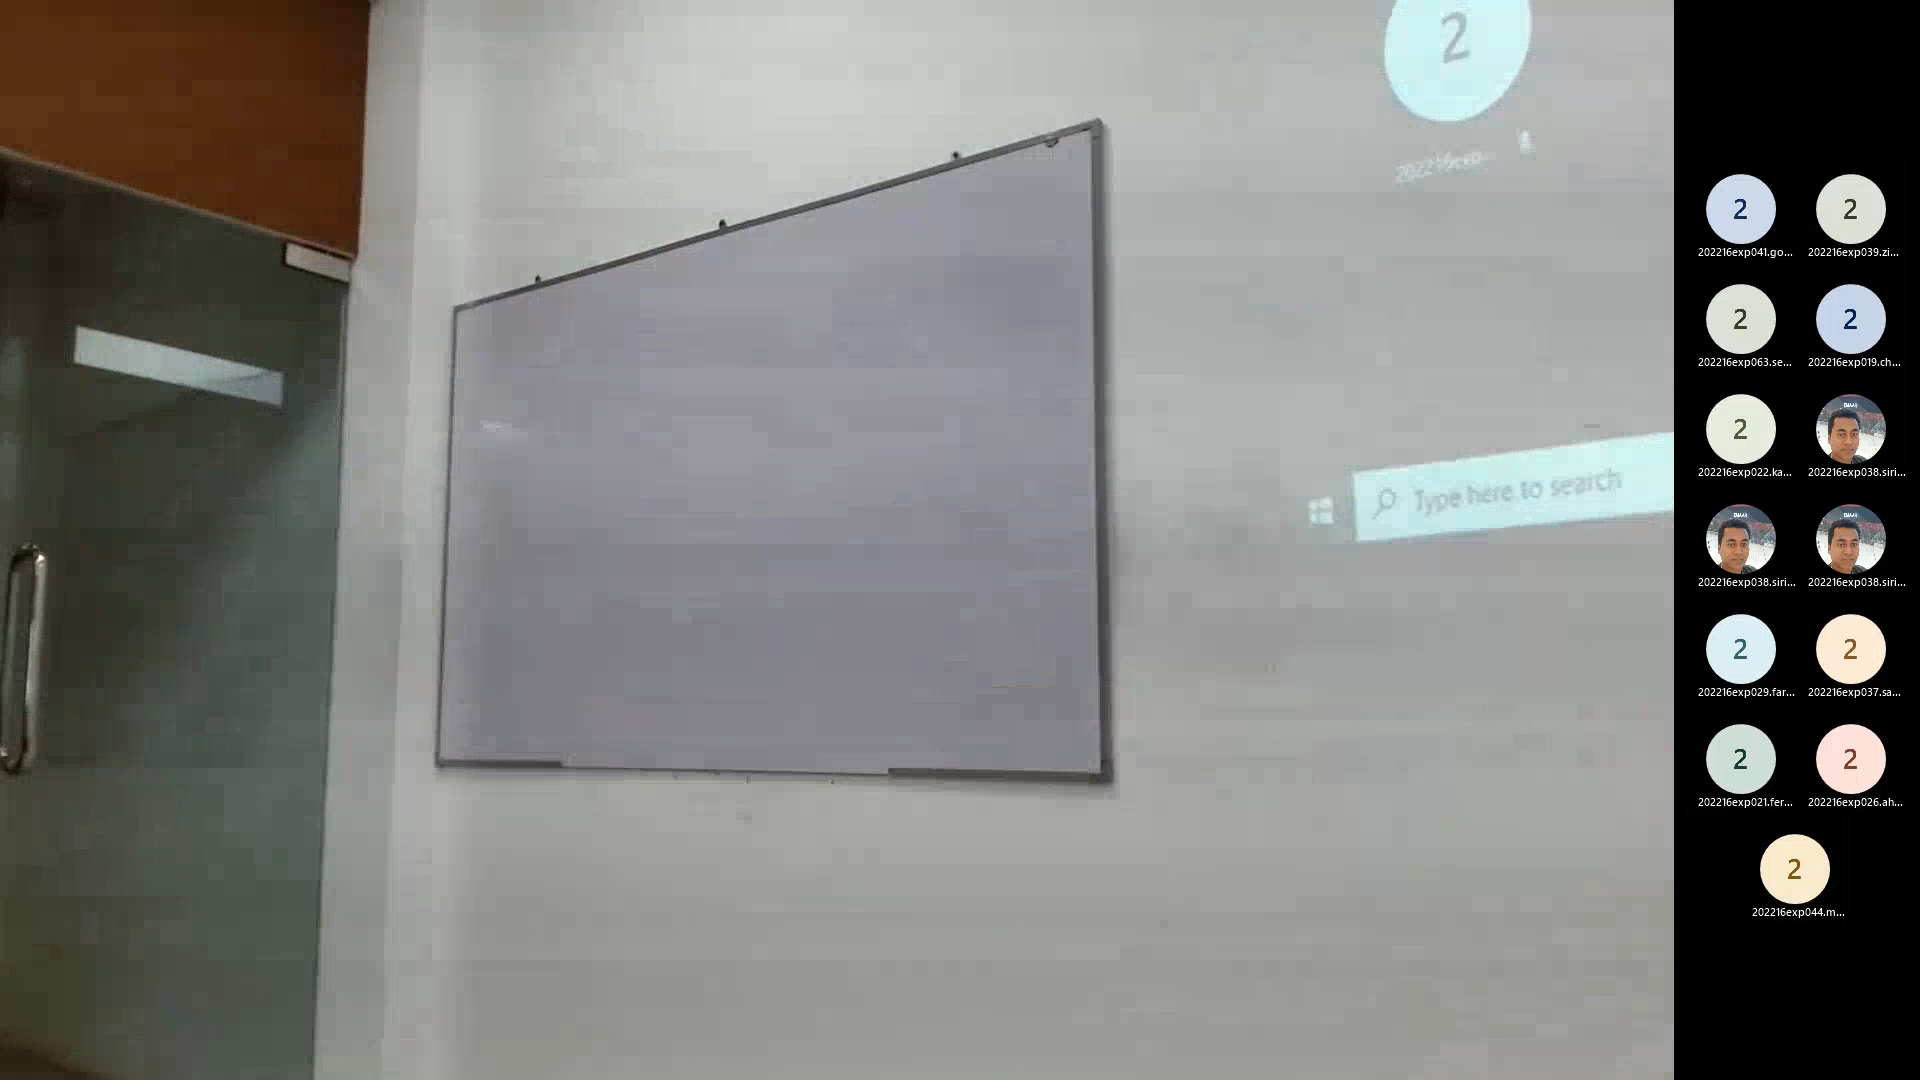 2
Type here to search
2 2
202216exp041.go... 202216exp039.zi...
2 2
202216exp063.se... 202216exp019.ch...
2
202216exp022.ka... 202216exp038.siri...
202216exp038.siri... 202216exp038.siri...
2 2
202216exp029.far... 202216exp037.sa...
2 2
202216exp021.fer... 202216exp026.ah...
2
202216exp044.m...